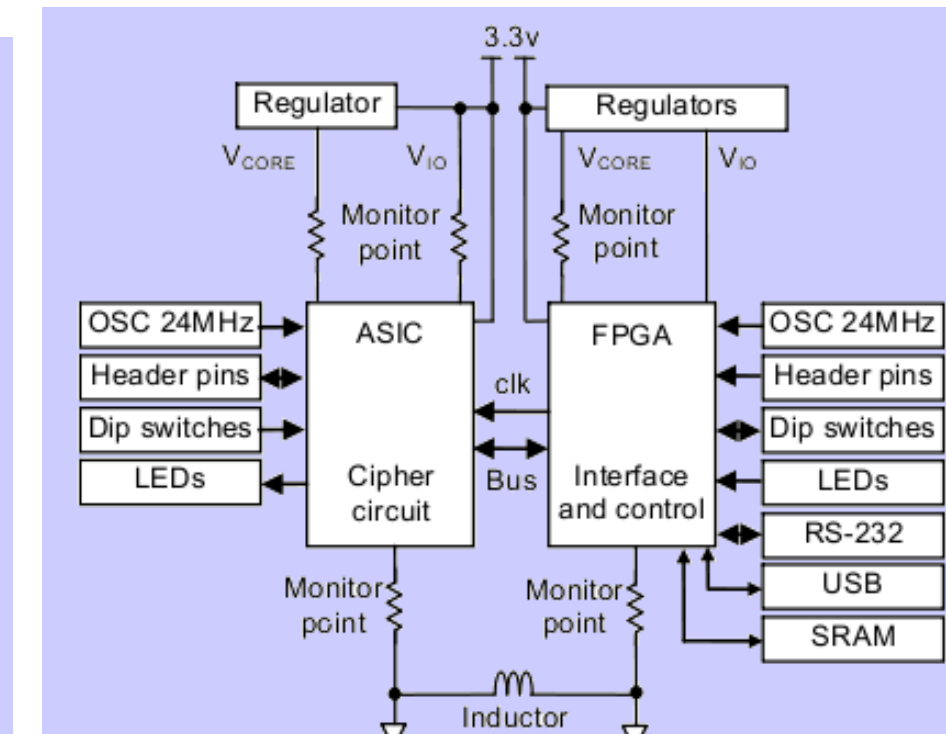 3.3v
Regulator
Regulators
VCORE
VIO
VCORE
VIO
Monitor
point
Monitor
point
OSC 24MHz
Header pins
Dip switches
LEDs
ASIC
Cipher
circuit
clk
Bus
FPGA
Interface
and control
OSC 24MHz
Header pins
Dip switches
LEDs
RS-232
USB
SRAM
Monitor
point
Monitor
point
Inductor